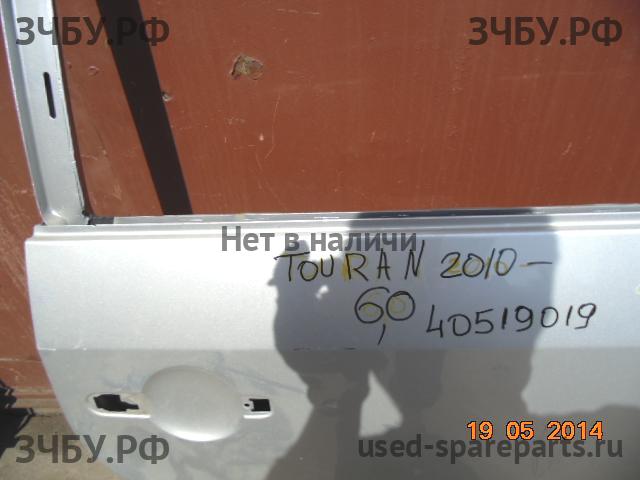 ЗЧБУ.РФ ЗЧБУ.РФ
Нет в наличи
TOURAN 2010-
6,0 40519019
19 05 2014
ЗЧБУ.РФ used-spareparts.ru